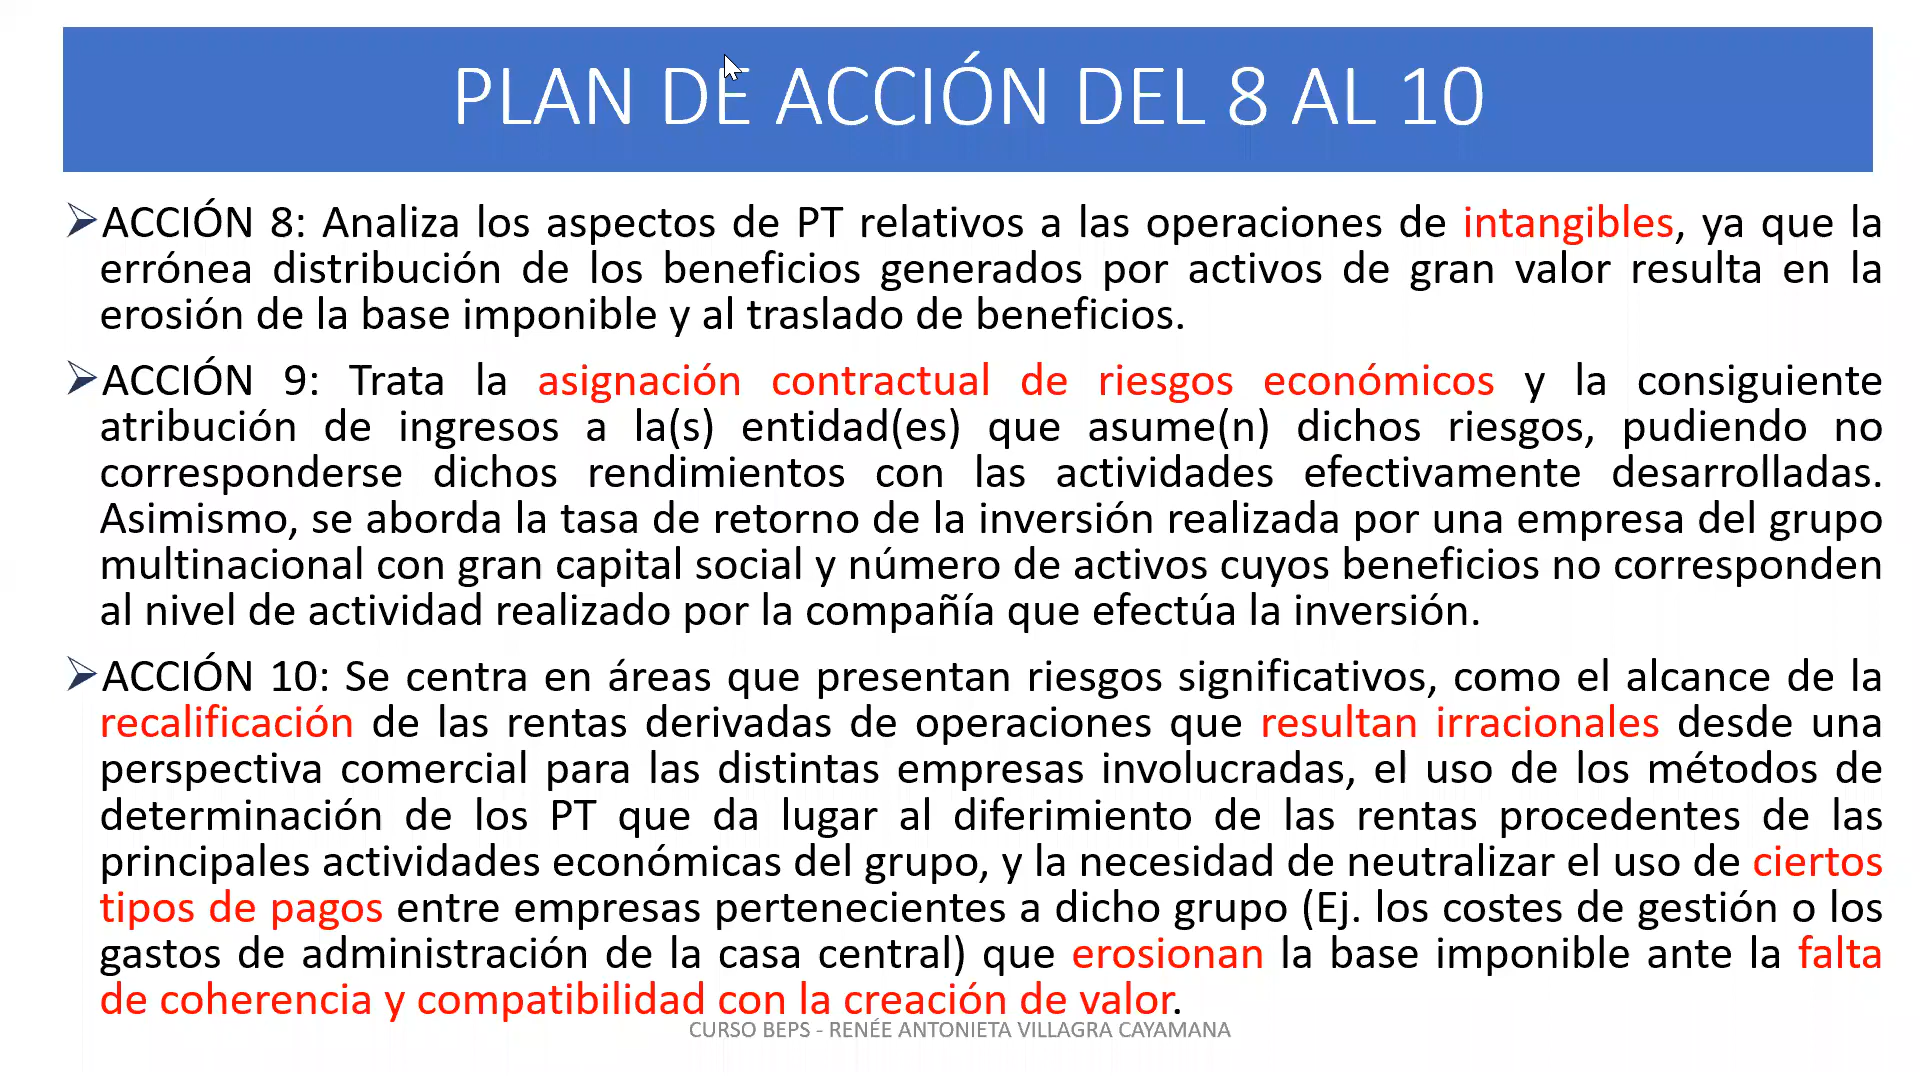 PLAN DE ACCIÓN DEL 8 AL 10
ACCIÓN 8: Analiza los aspectos de PT relativos a las operaciones de intangibles, ya que la
errónea distribución de los beneficios generados por activos de gran valor resulta en la
erosión de la base imponible y al traslado de beneficios.
ACCIÓN 9: Trata la asignación contractual de riesgos económicos y la consiguiente
atribución de ingresos a la(s) entidad(es) que asume(n) dichos riesgos, pudiendo no
corresponderse dichos rendimientos con las actividades efectivamente desarrolladas.
Asimismo, se aborda la tasa de retorno de la inversión realizada por una empresa del grupo
multinacional con gran capital social y número de activos cuyos beneficios no corresponden
al nivel de actividad realizado por la compañía que efectúa la inversión.
ACCIÓN 10: Se centra en áreas que presentan riesgos significativos, como el alcance de la
recalificación de las rentas derivadas de operaciones que resultan irracionales desde una
perspectiva comercial para las distintas empresas involucradas, el uso de los métodos de
determinación de los PT que da lugar al diferimiento de las rentas procedentes de las
principales actividades económicas del grupo, y la necesidad de neutralizar el uso de ciertos
tipos de pagos entre empresas pertenecientes a dicho grupo (Ej. los costes de gestión o los
gastos de administración de la casa central) que erosionan la base imponible ante la falta
de coherencia y compatibilidad con la creación de valor.
CURSO BEPS - RENÉE ANTONIETA VILLAGRA CAYAMANA